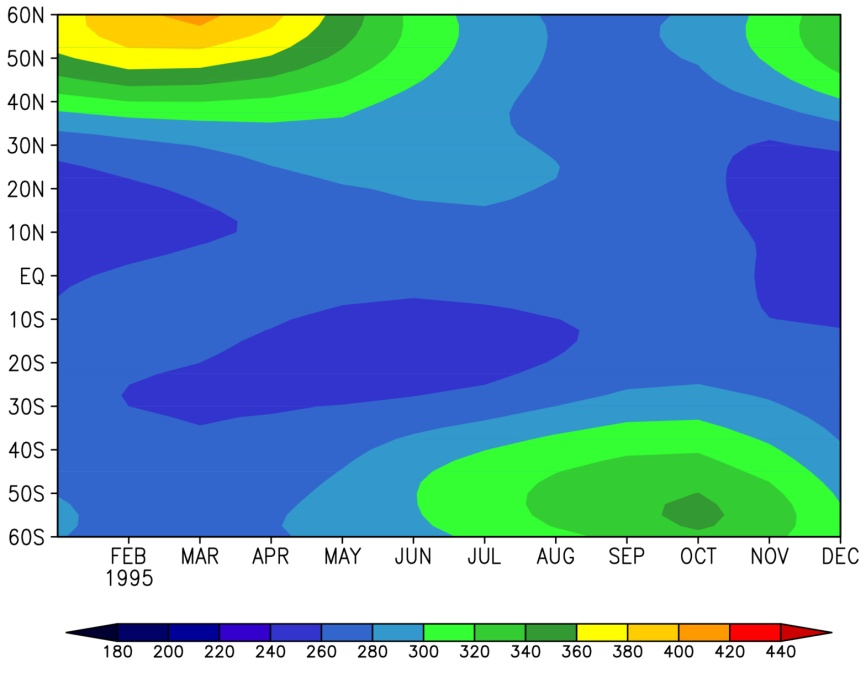 60N
50N
40N
30N
20N
10N
EQ
10S
20S
30S
40S
50S
60S
FEB MAR APR MAY JUN JUL AUG SEP OCT NOV DEC
1995
180 200 220 240 260 280 300 320 340 360 380 400 420 440